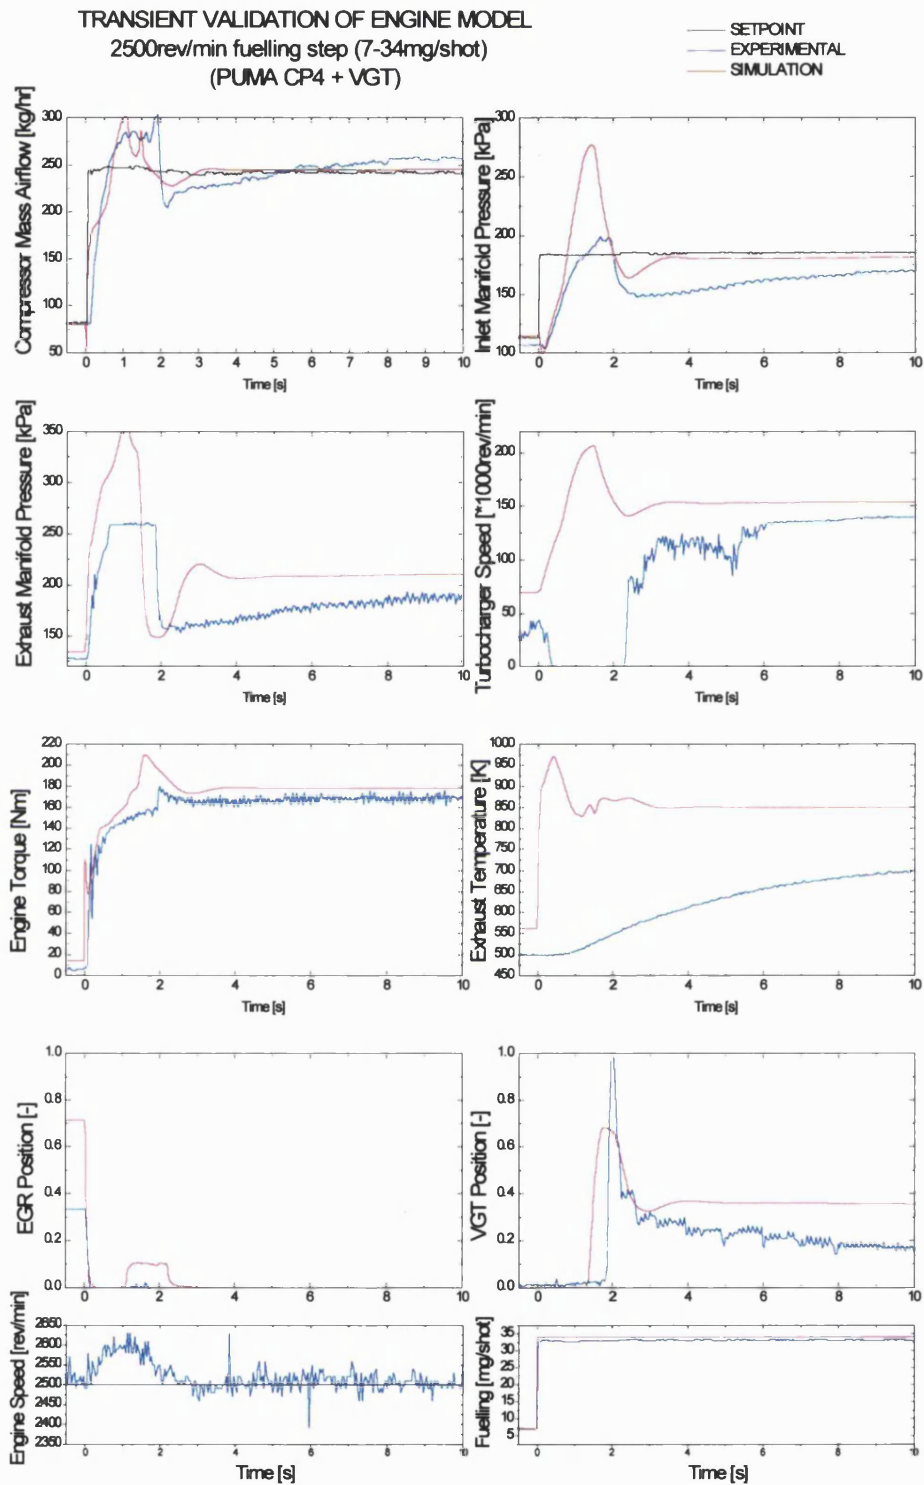 TRANSIENT VALIDATION OF ENGINE MODEL
2500rev/min fuelling step (7-34mg/shot)
(PUMA CP4 + VGT)
SETPOINT
EXPERIMENTAL
SIMULATION
Compressor Mass Airflow [kg/hr]
300
250
200
150
100
50
0 1 2 3 4 5 6 7 8 9 10
Time [s]
Inlet Manifold Pressure [kPa]
300
250
200
150
100
0 2 4 6 8 10
Time [s]
Exhaust Manifold Pressure [kPa]
350
300
250
200
150
0 2 4 6 8 10
Time [s]
Turbocharger Speed [*1000rev/min]
200
150
100
50
0
0 2 4 6 8 10
Time [s]
Engine Torque [Nm]
220
200
180
160
140
120
100
80
60
40
20
0
0 2 4 6 8 10
Time [s]
Exhaust Temperature [K]
1000
950
900
850
800
750
700
650
600
550
500
450
0 2 4 6 8 10
Time [s]
EGR Position [-]
1.0
0.8
0.6
0.4
0.2
0.0
0 2 4 6 8 10
VGT Position [-]
1.0
0.8
0.6
0.4
0.2
0.0
0 2 4 6 8 10
Engine Speed [rev/min]
2650
2600
2550
2500
2450
2400
2350
0 2 4 6 8 10
Time [s]
Fuelling [mg/shot]
35
30
25
20
15
10
5
0 2 4 6 8 10
Time [s]